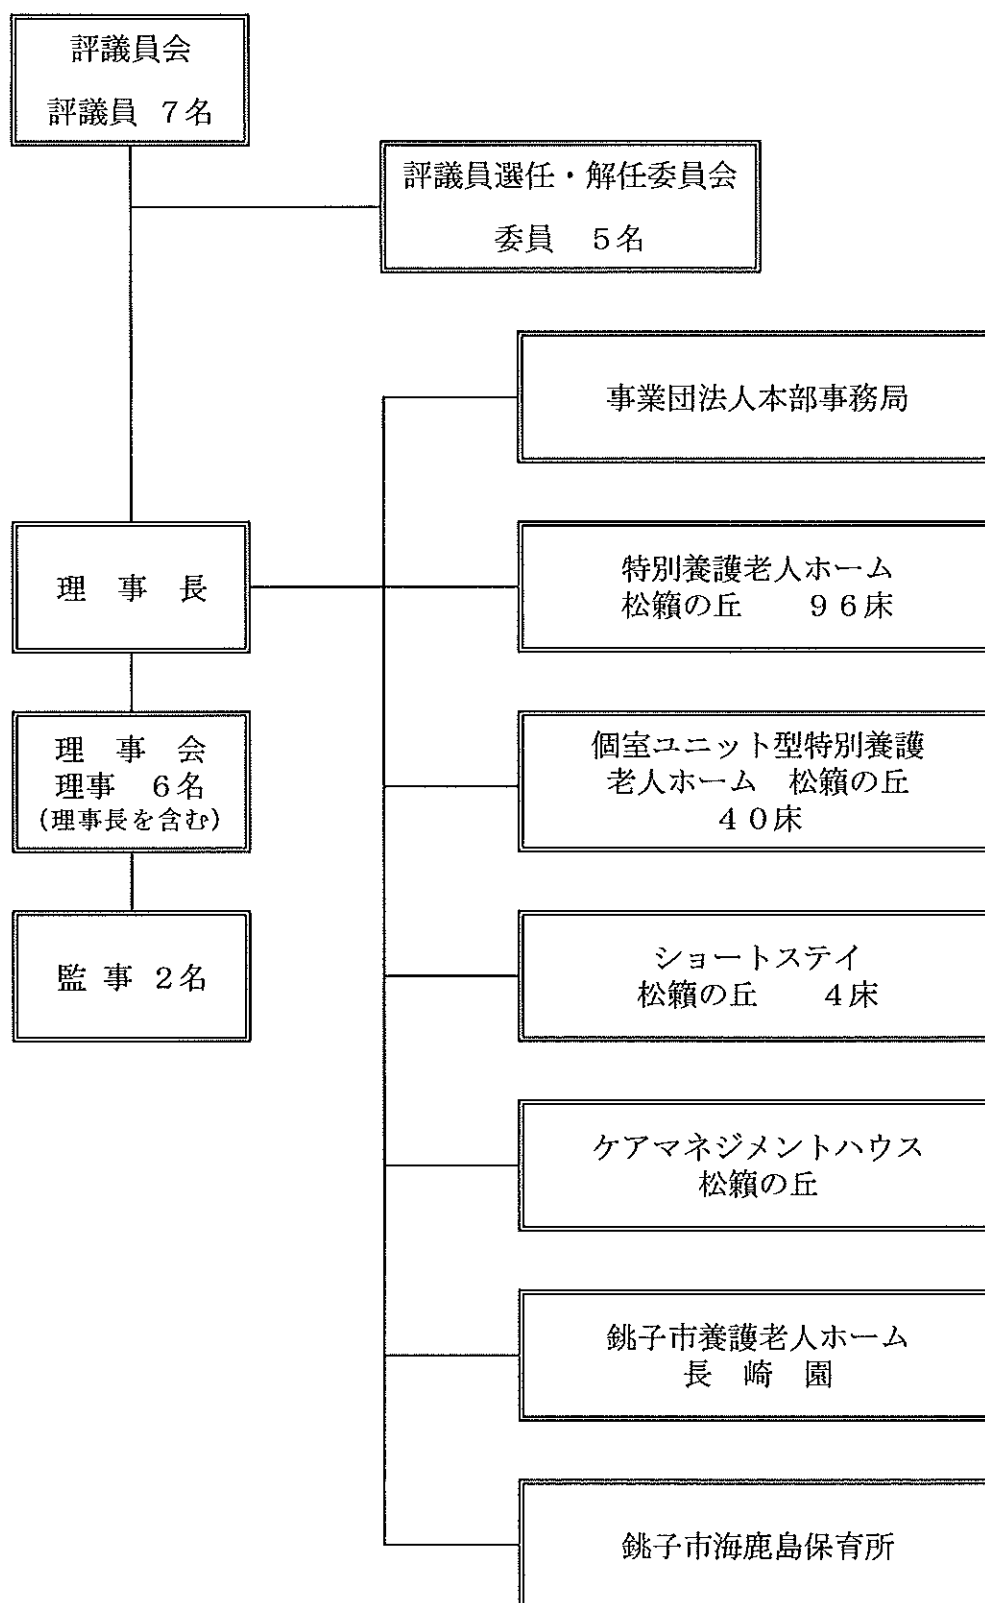 評議員会
評議員 7名
評議員選任・解任委員会
委員 5名
事業団法人本部事務局
理 事 長
特別養護老人ホーム
松籟の丘 96床
理 事 会
理事 6名
(理事長を含む)
個室ユニット型特別養護
老人ホーム 松籟の丘
40床
監 事 2名
ショートステイ
松籟の丘 4床
ケアマネジメントハウス
松籟の丘
銚子市養護老人ホーム
長 崎 園
銚子市海鹿島保育所